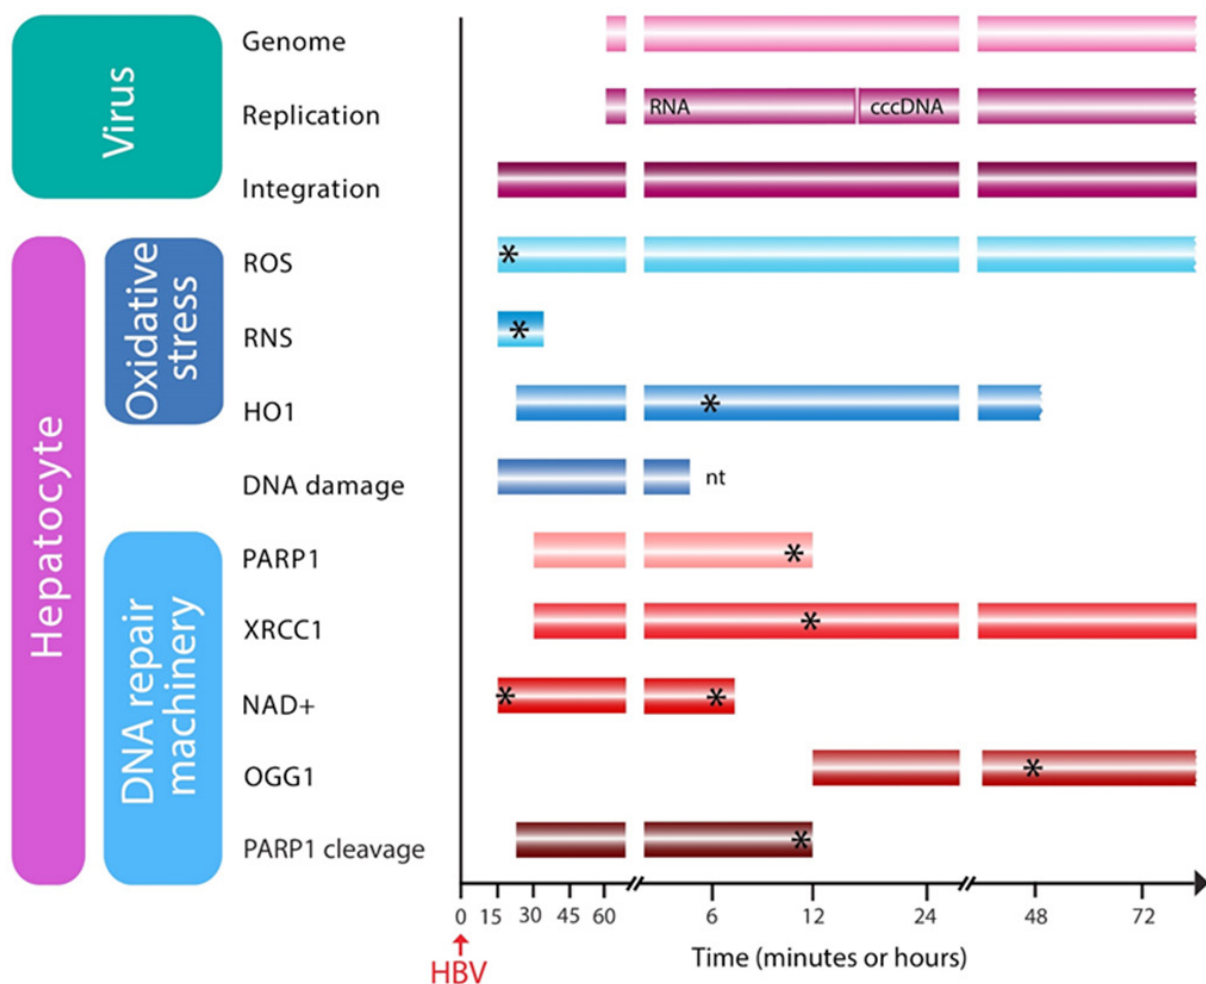 Virus
Genome
Replication
RNA
cccDNA
Integration
Hepatocyte
Oxidative
stress
ROS
*
RNS
*
HO1
*
DNA damage
nt
DNA repair
machinery
PARP1
*
XRCC1
*
NAD+
*
*
OGG1
*
PARP1 cleavage
*
0 15 30 45 60 6 12 24 48 72
HBV
Time (minutes or hours)